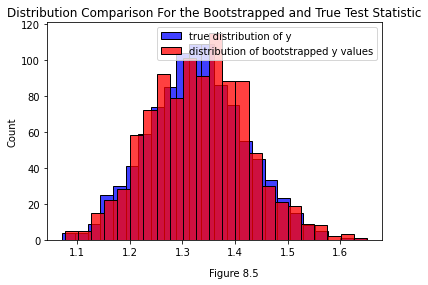 Distribution Comparison For the Bootstrapped and True Test Statistic
true distribution of y
distribution of bootstrapped y values
Count
120
100
80
60
40
20
0
1.1 1.2 1.3 1.4 1.5 1.6
Figure 8.5